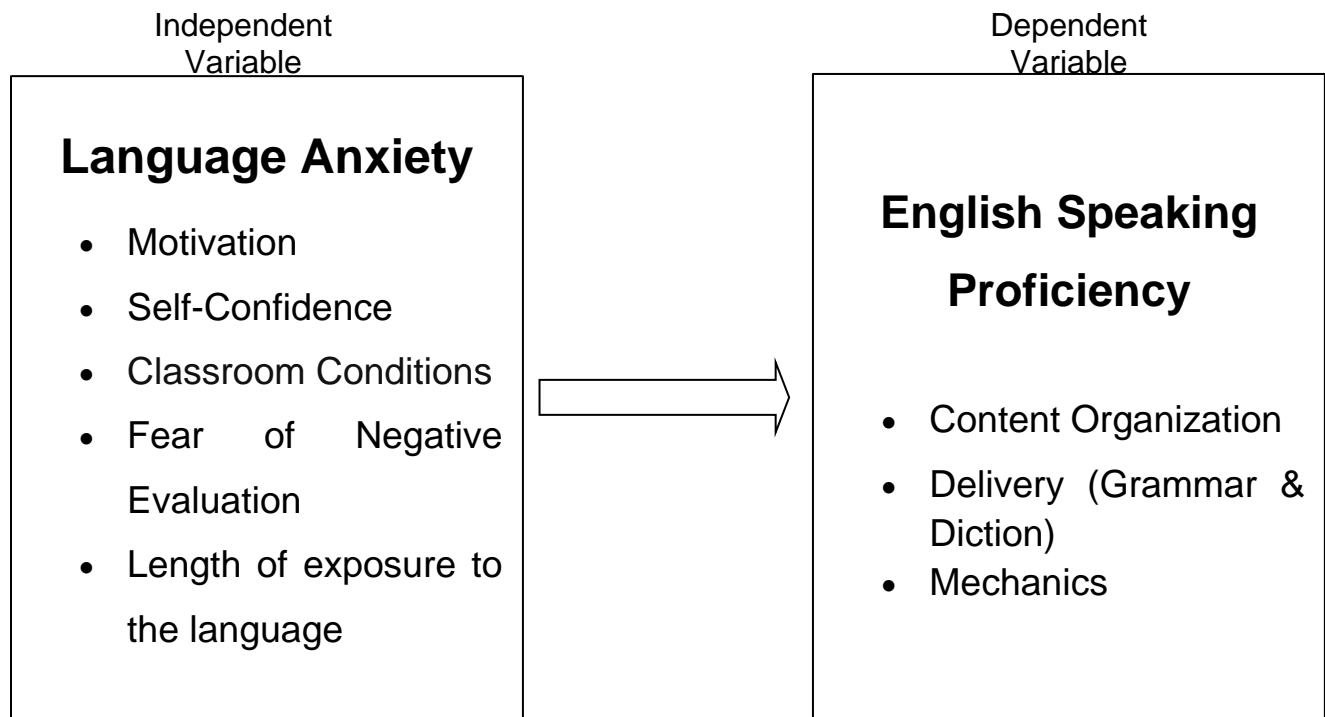 Independent
Variable
Language Anxiety
• Motivation
• Self-Confidence
• Classroom Conditions
• Fear of Negative
Evaluation
• Length of exposure to
the language
Dependent
Variable
English Speaking
Proficiency
• Content Organization
• Delivery (Grammar &
Diction)
• Mechanics